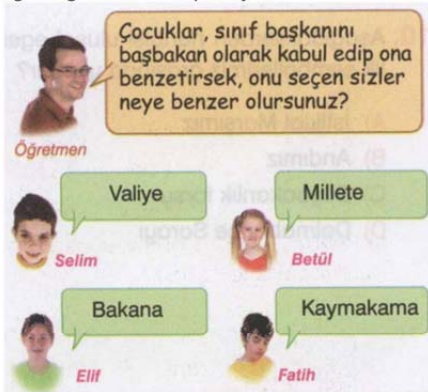 Çocuklar, sınıf başkanını
başbakan olarak kabul edip ona
benzetirsek, onu seçen sizler
neye benzer olursunuz?
Öğretmen
Valiye
Millete
Selim
Betül
Bakana
Kaymakama
Elif
Fatih